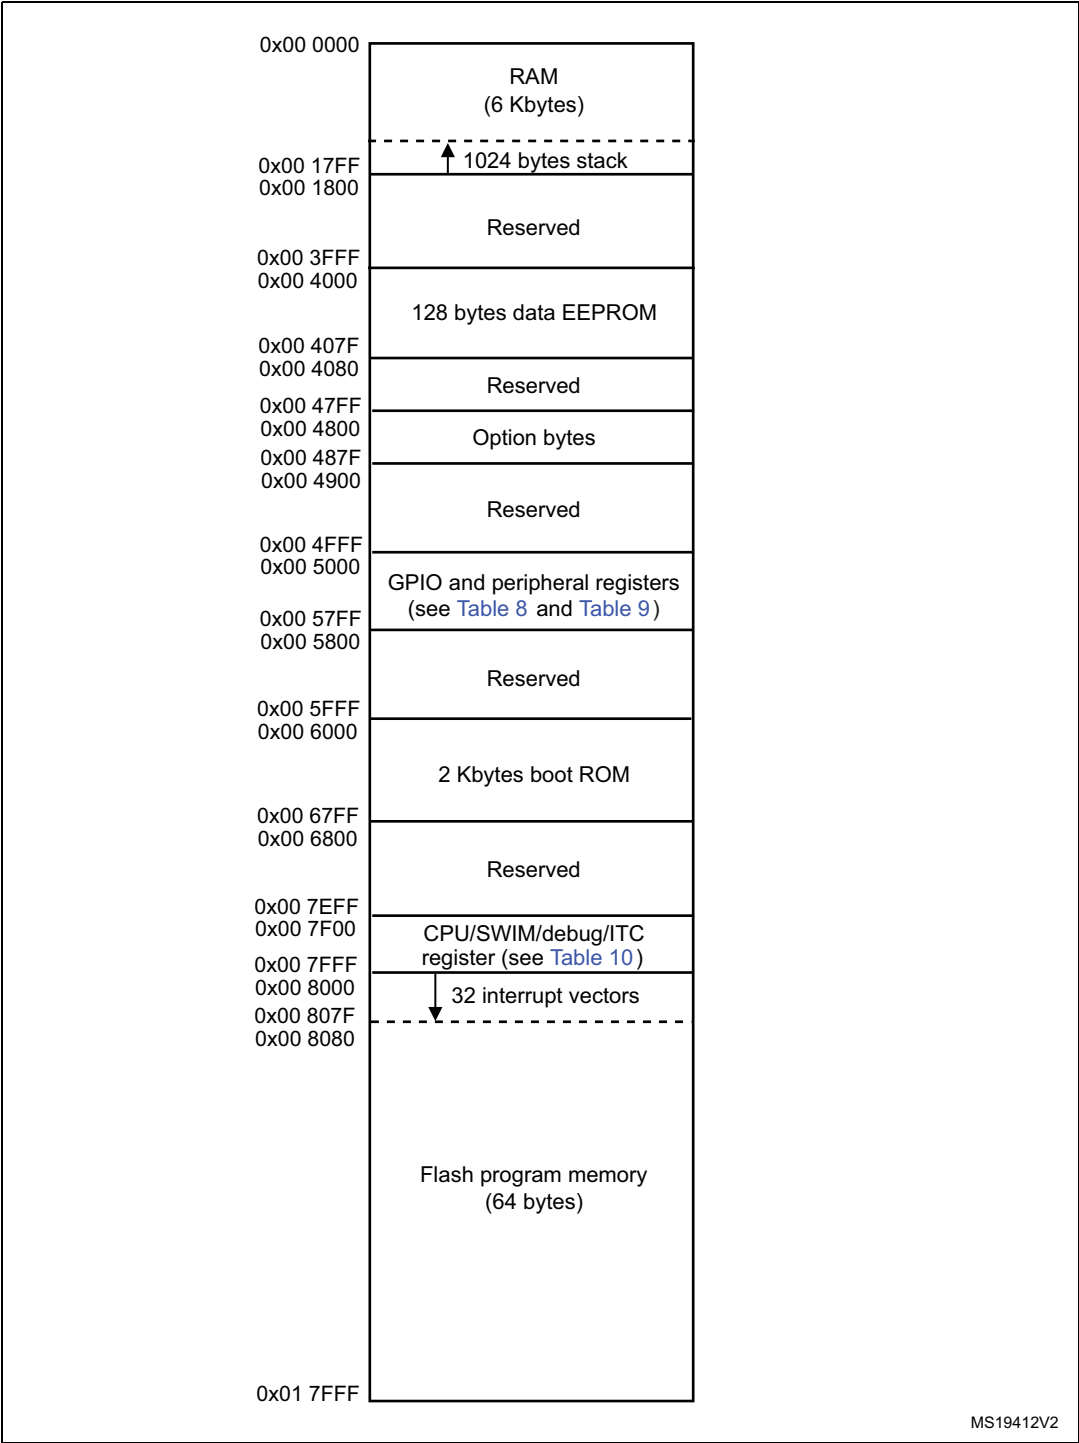 0x00 0000
RAM
(6 Kbytes)
1024 bytes stack
0x00 17FF
0x00 1800
Reserved
0x00 3FFF
0x00 4000
128 bytes data EEPROM
0x00 407F
0x00 4080
Reserved
0x00 47FF
0x00 4800
Option bytes
0x00 487F
0x00 4900
Reserved
0x00 4FFF
0x00 5000
GPIO and peripheral registers
(see Table 8 and Table 9)
0x00 57FF
0x00 5800
Reserved
0x00 5FFF
0x00 6000
2 Kbytes boot ROM
0x00 67FF
0x00 6800
Reserved
0x00 7EFF
0x00 7F00
CPU/SWIM/debug/ITC
register (see Table 10)
0x00 7FFF
0x00 8000
32 interrupt vectors
0x00 807F
0x00 8080
Flash program memory
(64 bytes)
0x01 7FFF
MS19412V2